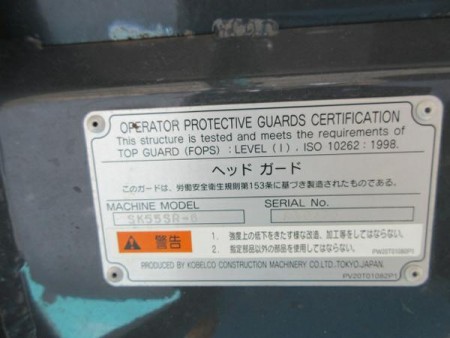 OPERATOR PROTECTIVE GUARDS CERTIFICATION
This structure is tested and meets the requirements of
TOP GUARD (FOPS) : LEVEL ( I ) , ISO 10262 : 1998.
ヘッド ガード
このガードは、労働安全衛生規則第153条に基づき製造されたものである。
MACHINE MODEL SERIAL No.
SK55SR-5
警告
1. 強度上の低下をきたす様な改造、加工等をしてはならない。
2. 指定部品以外の部品を使用してはならない。
PRODUCED BY KOBELCO CONSTRUCTION MACHINERY CO.,LTD.,TOKYO,JAPAN.
PV20T01082P1